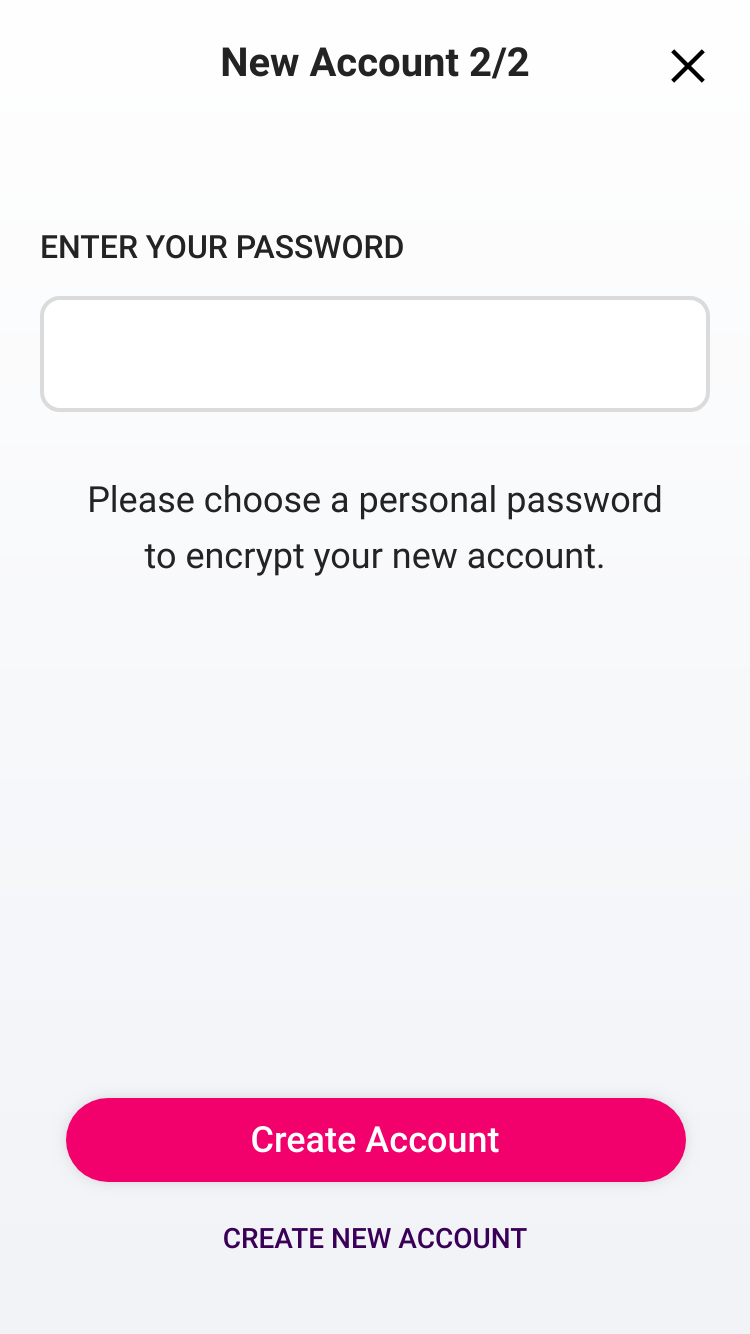 New Account 2/2
ENTER YOUR PASSWORD
Please choose a personal password
to encrypt your new account.
Create Account
CREATE NEW ACCOUNT